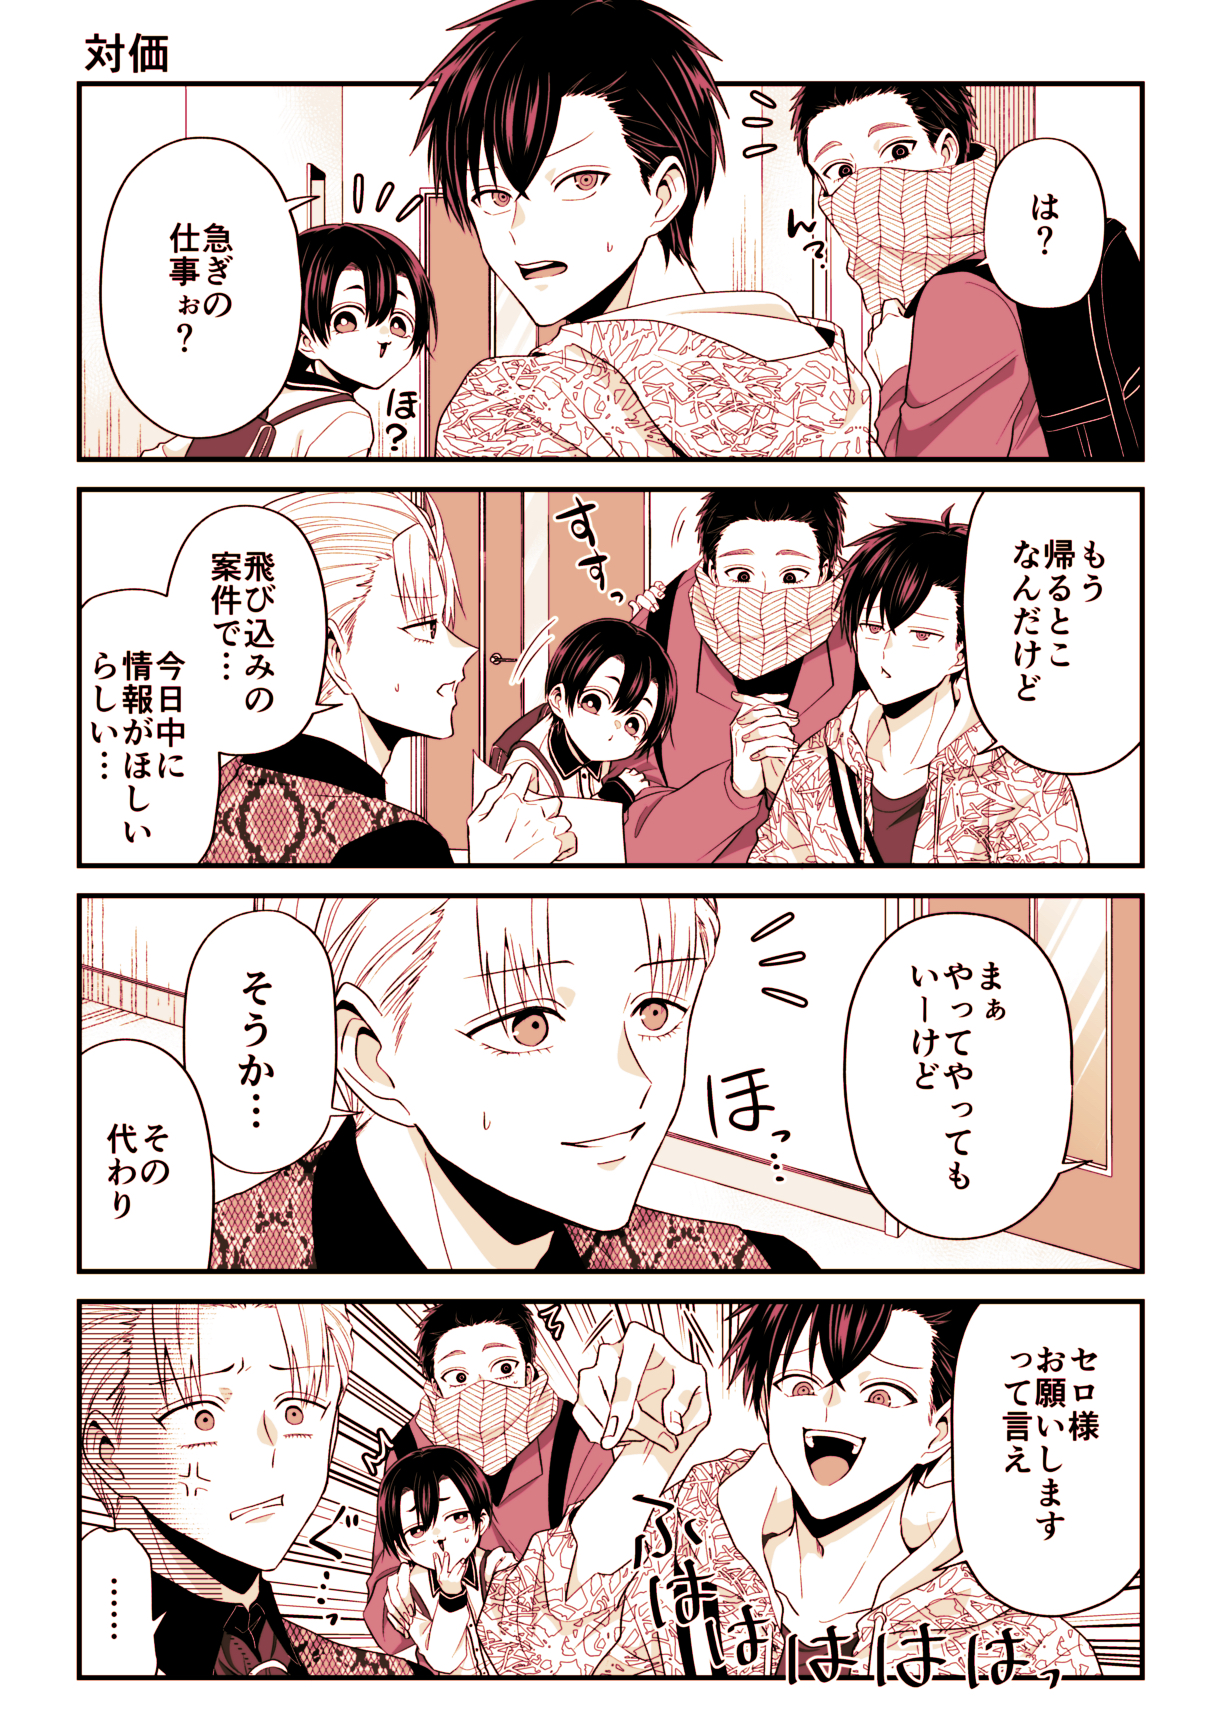 対価
は?
ん?
急ぎの
仕事ぉ?
ほ?
もう
帰るとこ
なんだけど
すすすっ
飛び込みの
案件で…
今日中に
情報がほしい
らしい…
まぁ
やってやっても
いーけど
ほっ…
そうか…
その
代わり
セロ様
お願いします
って言え
ふははははははっ
ぐ…っ
……